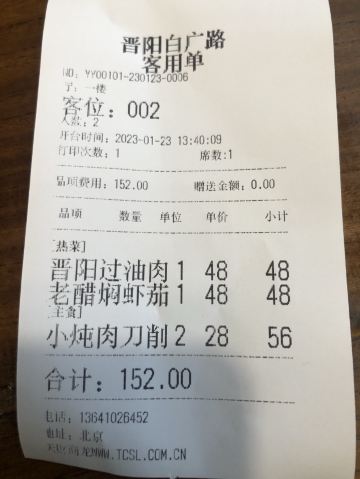 晋阳白广路
客用单
NO: YY00101-230123-0006
厅: 一楼
客位: 002
人数: 2
开台时间: 2023-01-23 13:40:09
打印次数: 1 席数:1
品项费用: 152.00 赠送金额: 0.00
品项 数量 单位 单价 小计
[热菜]
晋阳过油肉 1 48 48
老醋焖虾茄 1 48 48
[主食]
小炖肉刀削 2 28 56
合计: 152.00
电话: 13641026452
地址: 北京
WWW.TCSL.COM.CN